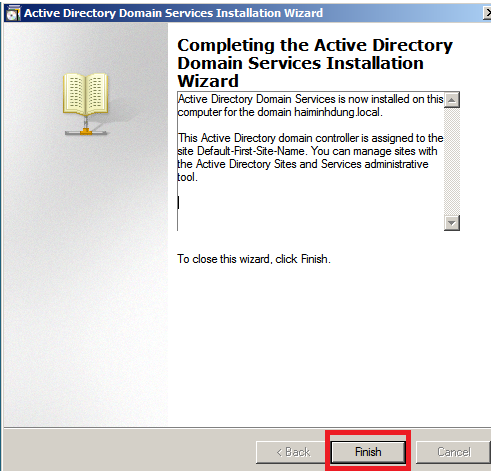 Active Directory Domain Services Installation Wizard
Completing the Active Directory
Domain Services Installation
Wizard
Active Directory Domain Services is now installed on this
computer for the domain haiminhdung.local.
This Active Directory domain controller is assigned to the
site Default-First-Site-Name. You can manage sites with
the Active Directory Sites and Services administrative
tool.
To close this wizard, click Finish.
< Back
Finish
Cancel